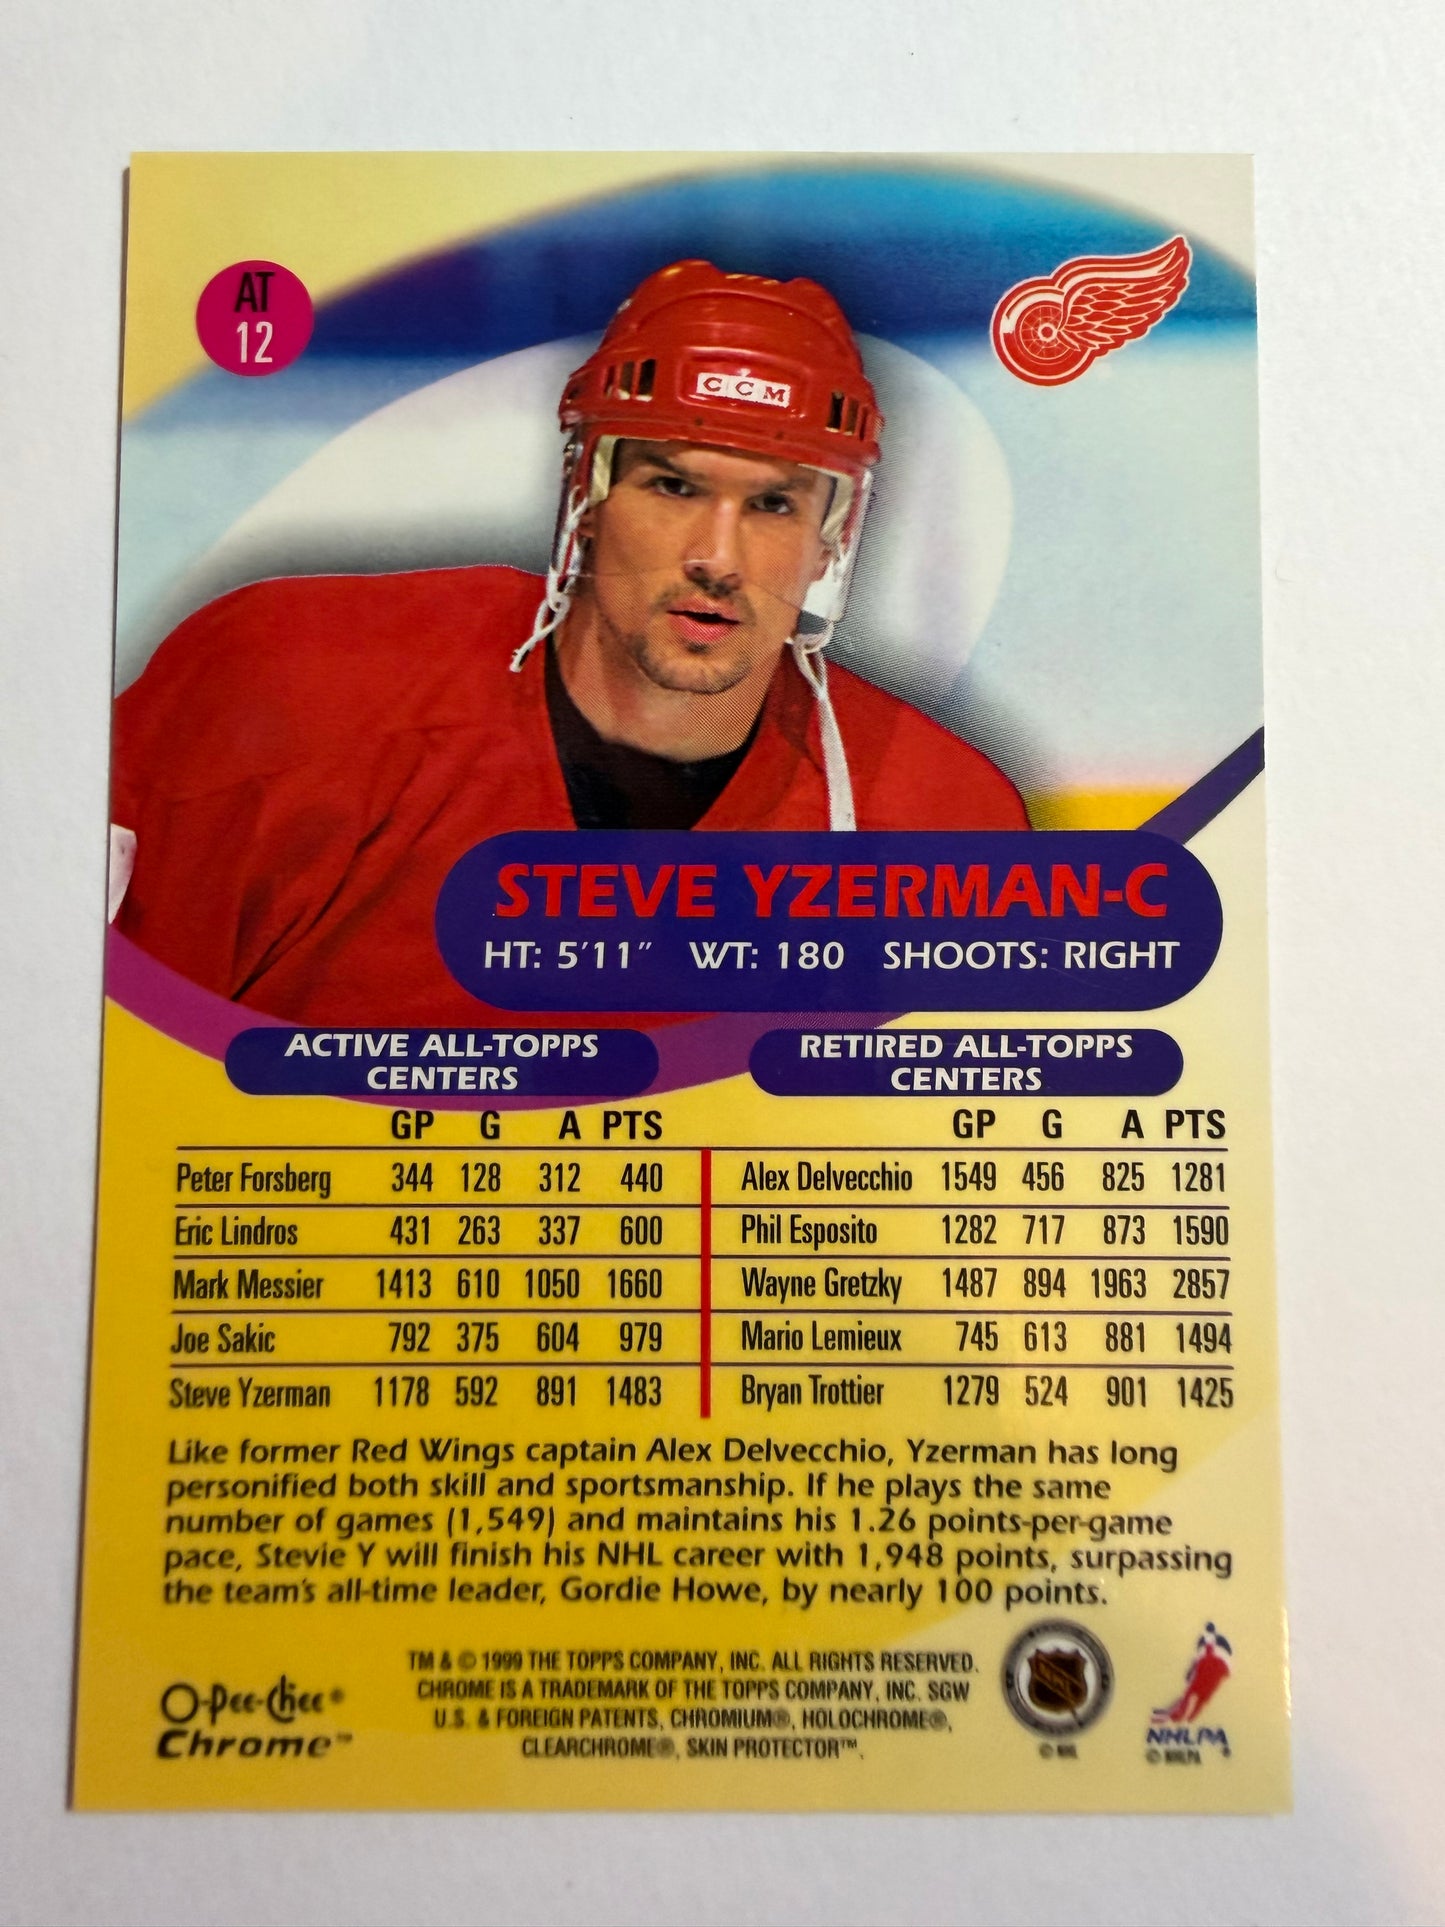 AT
12
CCM
STEVE YZERMAN-C
HT: 5'11" WT: 180 SHOOTS: RIGHT
ACTIVE ALL-TOPPS
CENTERS
GP G A PTS
Peter Forsberg 344 128 312 440
Eric Lindros 431 263 337 600
Mark Messier 1413 610 1050 1660
Joe Sakic 792 375 604 979
Steve Yzerman 1178 592 891 1483
RETIRED ALL-TOPPS
CENTERS
GP G A PTS
Alex Delvecchio 1549 456 825 1281
Phil Esposito 1282 717 873 1590
Wayne Gretzky 1487 894 1963 2857
Mario Lemieux 745 613 881 1494
Bryan Trottier 1279 524 901 1425
Like former Red Wings captain Alex Delvecchio, Yzerman has long
personified both skill and sportsmanship. If he plays the same
number of games (1,549) and maintains his 1.26 points-per-game
pace, Stevie Y will finish his NHL career with 1,948 points, surpassing
the team's all-time leader, Gordie Howe, by nearly 100 points.
O-Pee-Chee®
Chrome™
TM & © 1999 THE TOPPS COMPANY, INC. ALL RIGHTS RESERVED.
CHROME IS A TRADEMARK OF THE TOPPS COMPANY, INC. SGW
U.S. & FOREIGN PATENTS, CHROMIUM®, HOLOCHROME®,
CLEARCHROME®, SKIN PROTECTOR™.
NHL
© NHL
NHLPA
© NHLPA